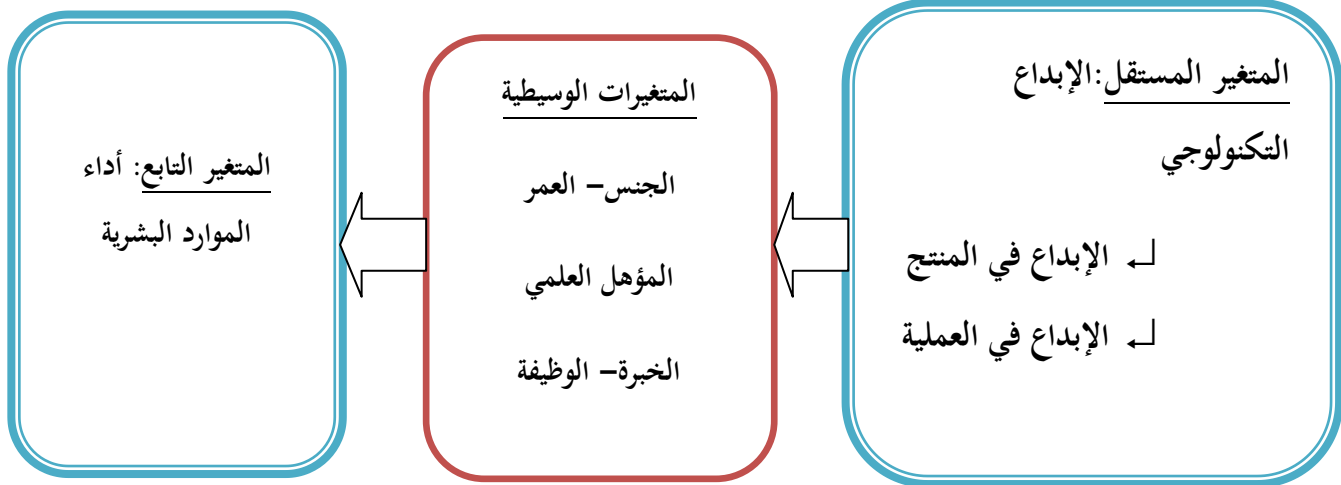 المتغير المستقل:الإبداع
التكنولوجي
الإبداع في المنتج
الإبداع في العملية
المتغيرات الوسيطية
الجنس– العمر
المؤهل العلمي
الخبرة– الوظيفة
المتغير التابع: أداء
الموارد البشرية